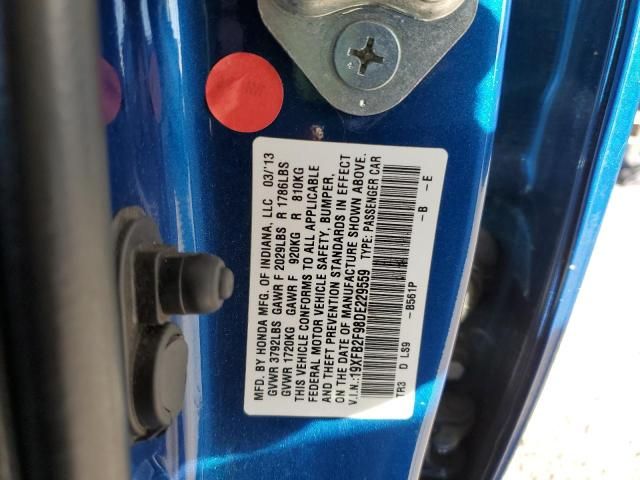 MFD. BY HONDA MFG. OF INDIANA, LLC 03/'13
GVWR 3792LBS GAWR F 2029LBS R 1786LBS
GVWR 1720KG GAWR F 920KG R 810KG
THIS VEHICLE CONFORMS TO ALL APPLICABLE
FEDERAL MOTOR VEHICLE SAFETY, BUMPER,
AND THEFT PREVENTION STANDARDS IN EFFECT
ON THE DATE OF MANUFACTURE SHOWN ABOVE.
V.I.N.:19XFB2F98DE229559 TYPE: PASSENGER CAR
TR3 D LS9 -B561P -B -E